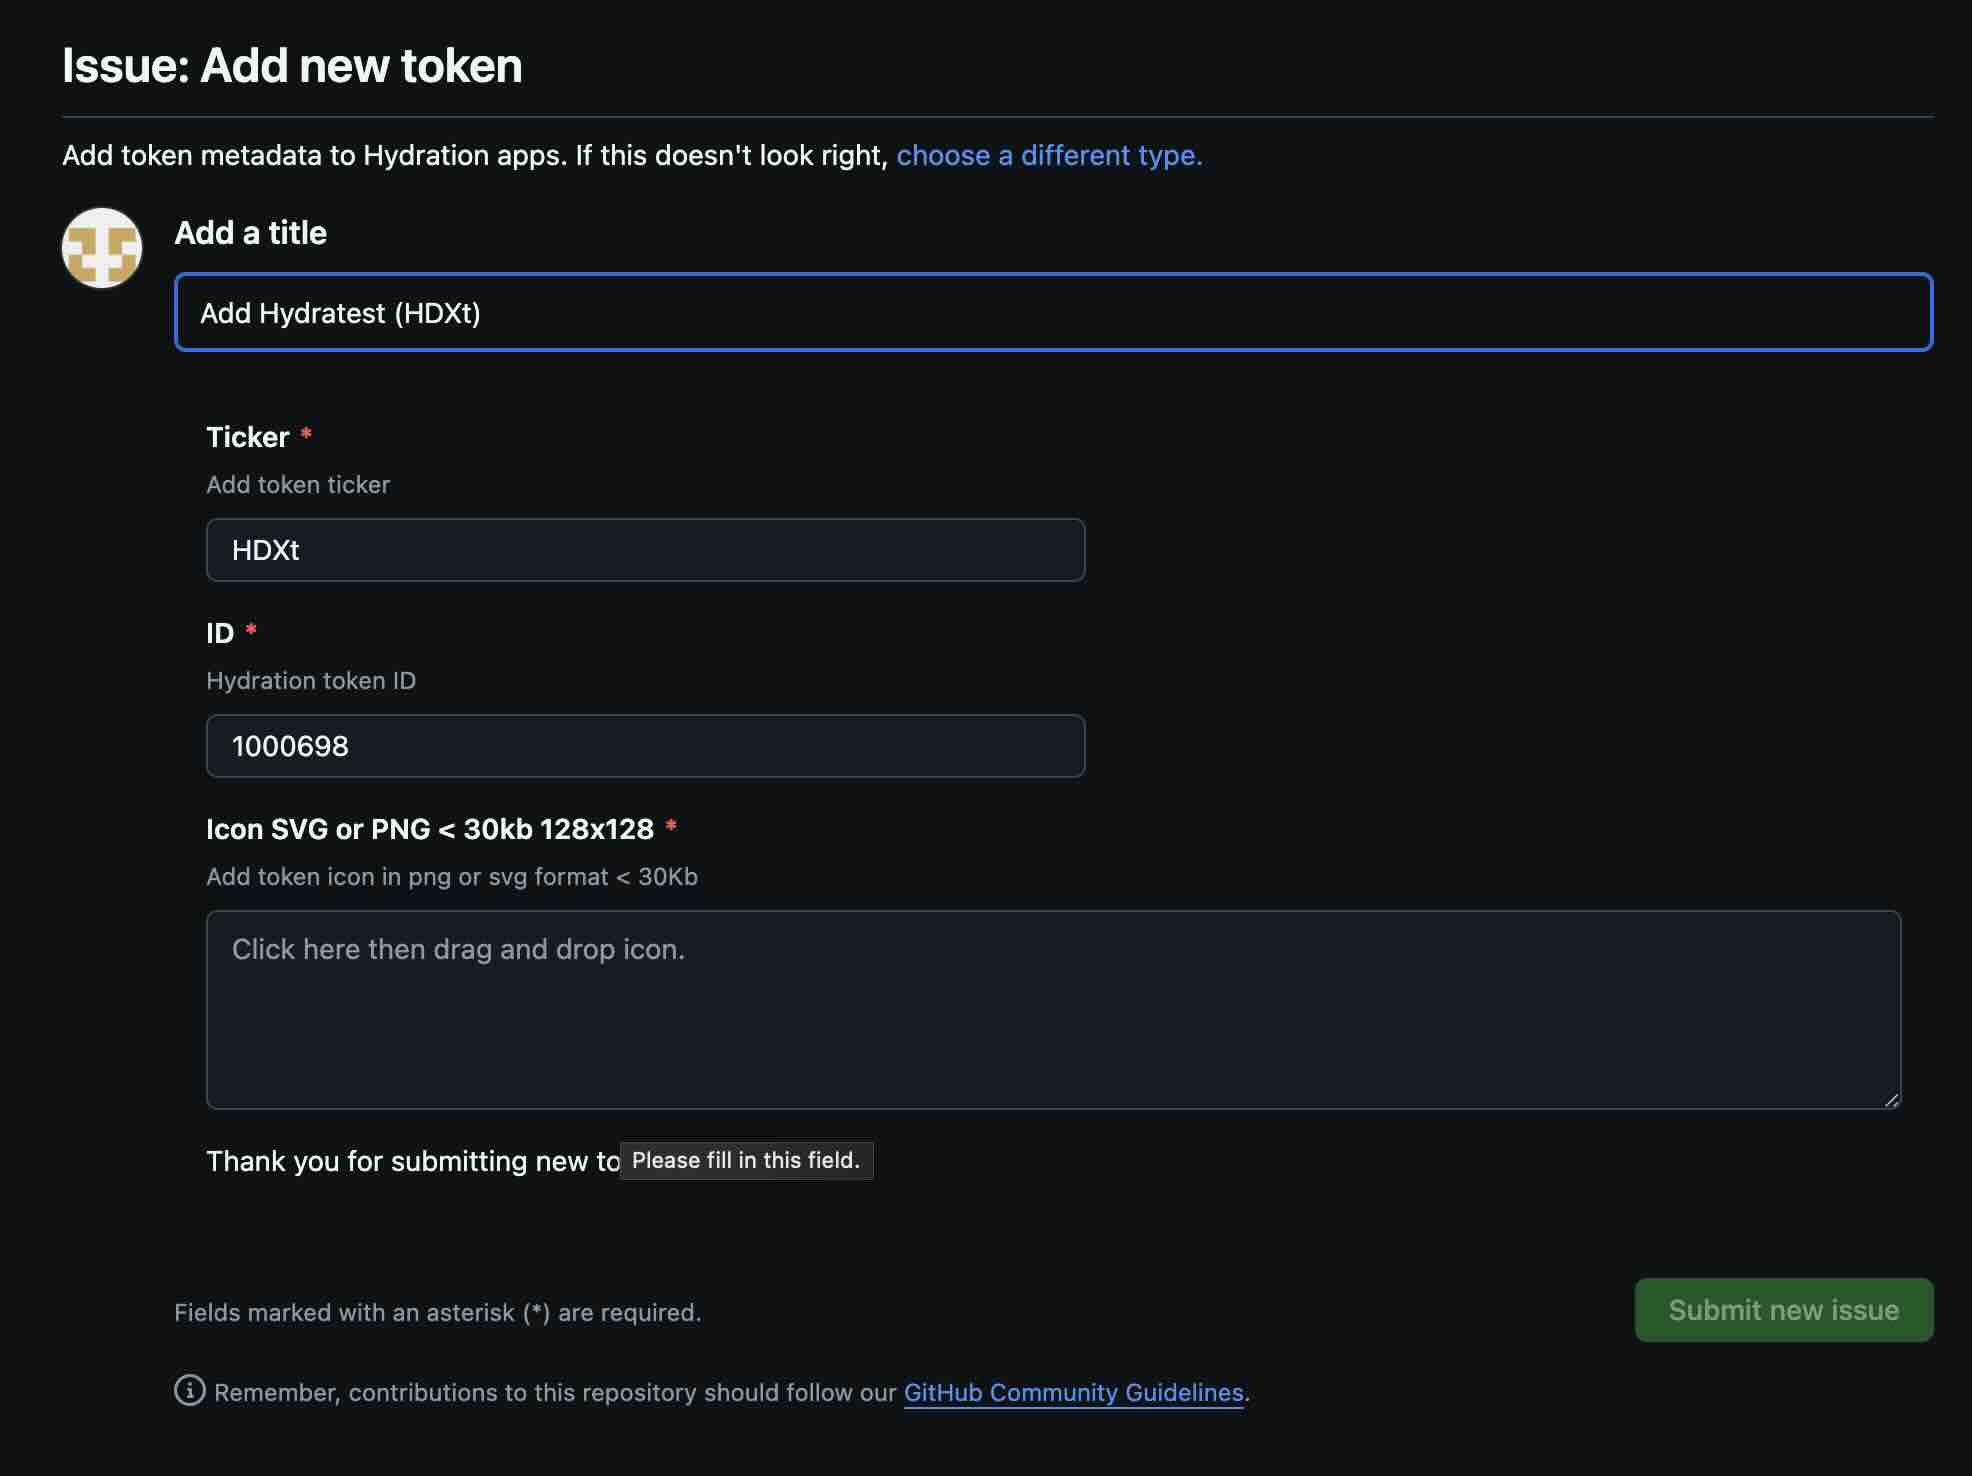 Issue: Add new token
Add token metadata to Hydration apps. If this doesn't look right, choose a different type.
Add a title
Add Hydratest (HDXt)
Ticker *
Add token ticker
HDXt
ID *
Hydration token ID
1000698
Icon SVG or PNG < 30kb 128x128 *
Add token icon in png or svg format < 30Kb
Click here then drag and drop icon.
Thank you for submitting new to
Please fill in this field.
Fields marked with an asterisk (*) are required.
Submit new issue
Remember, contributions to this repository should follow our GitHub Community Guidelines.